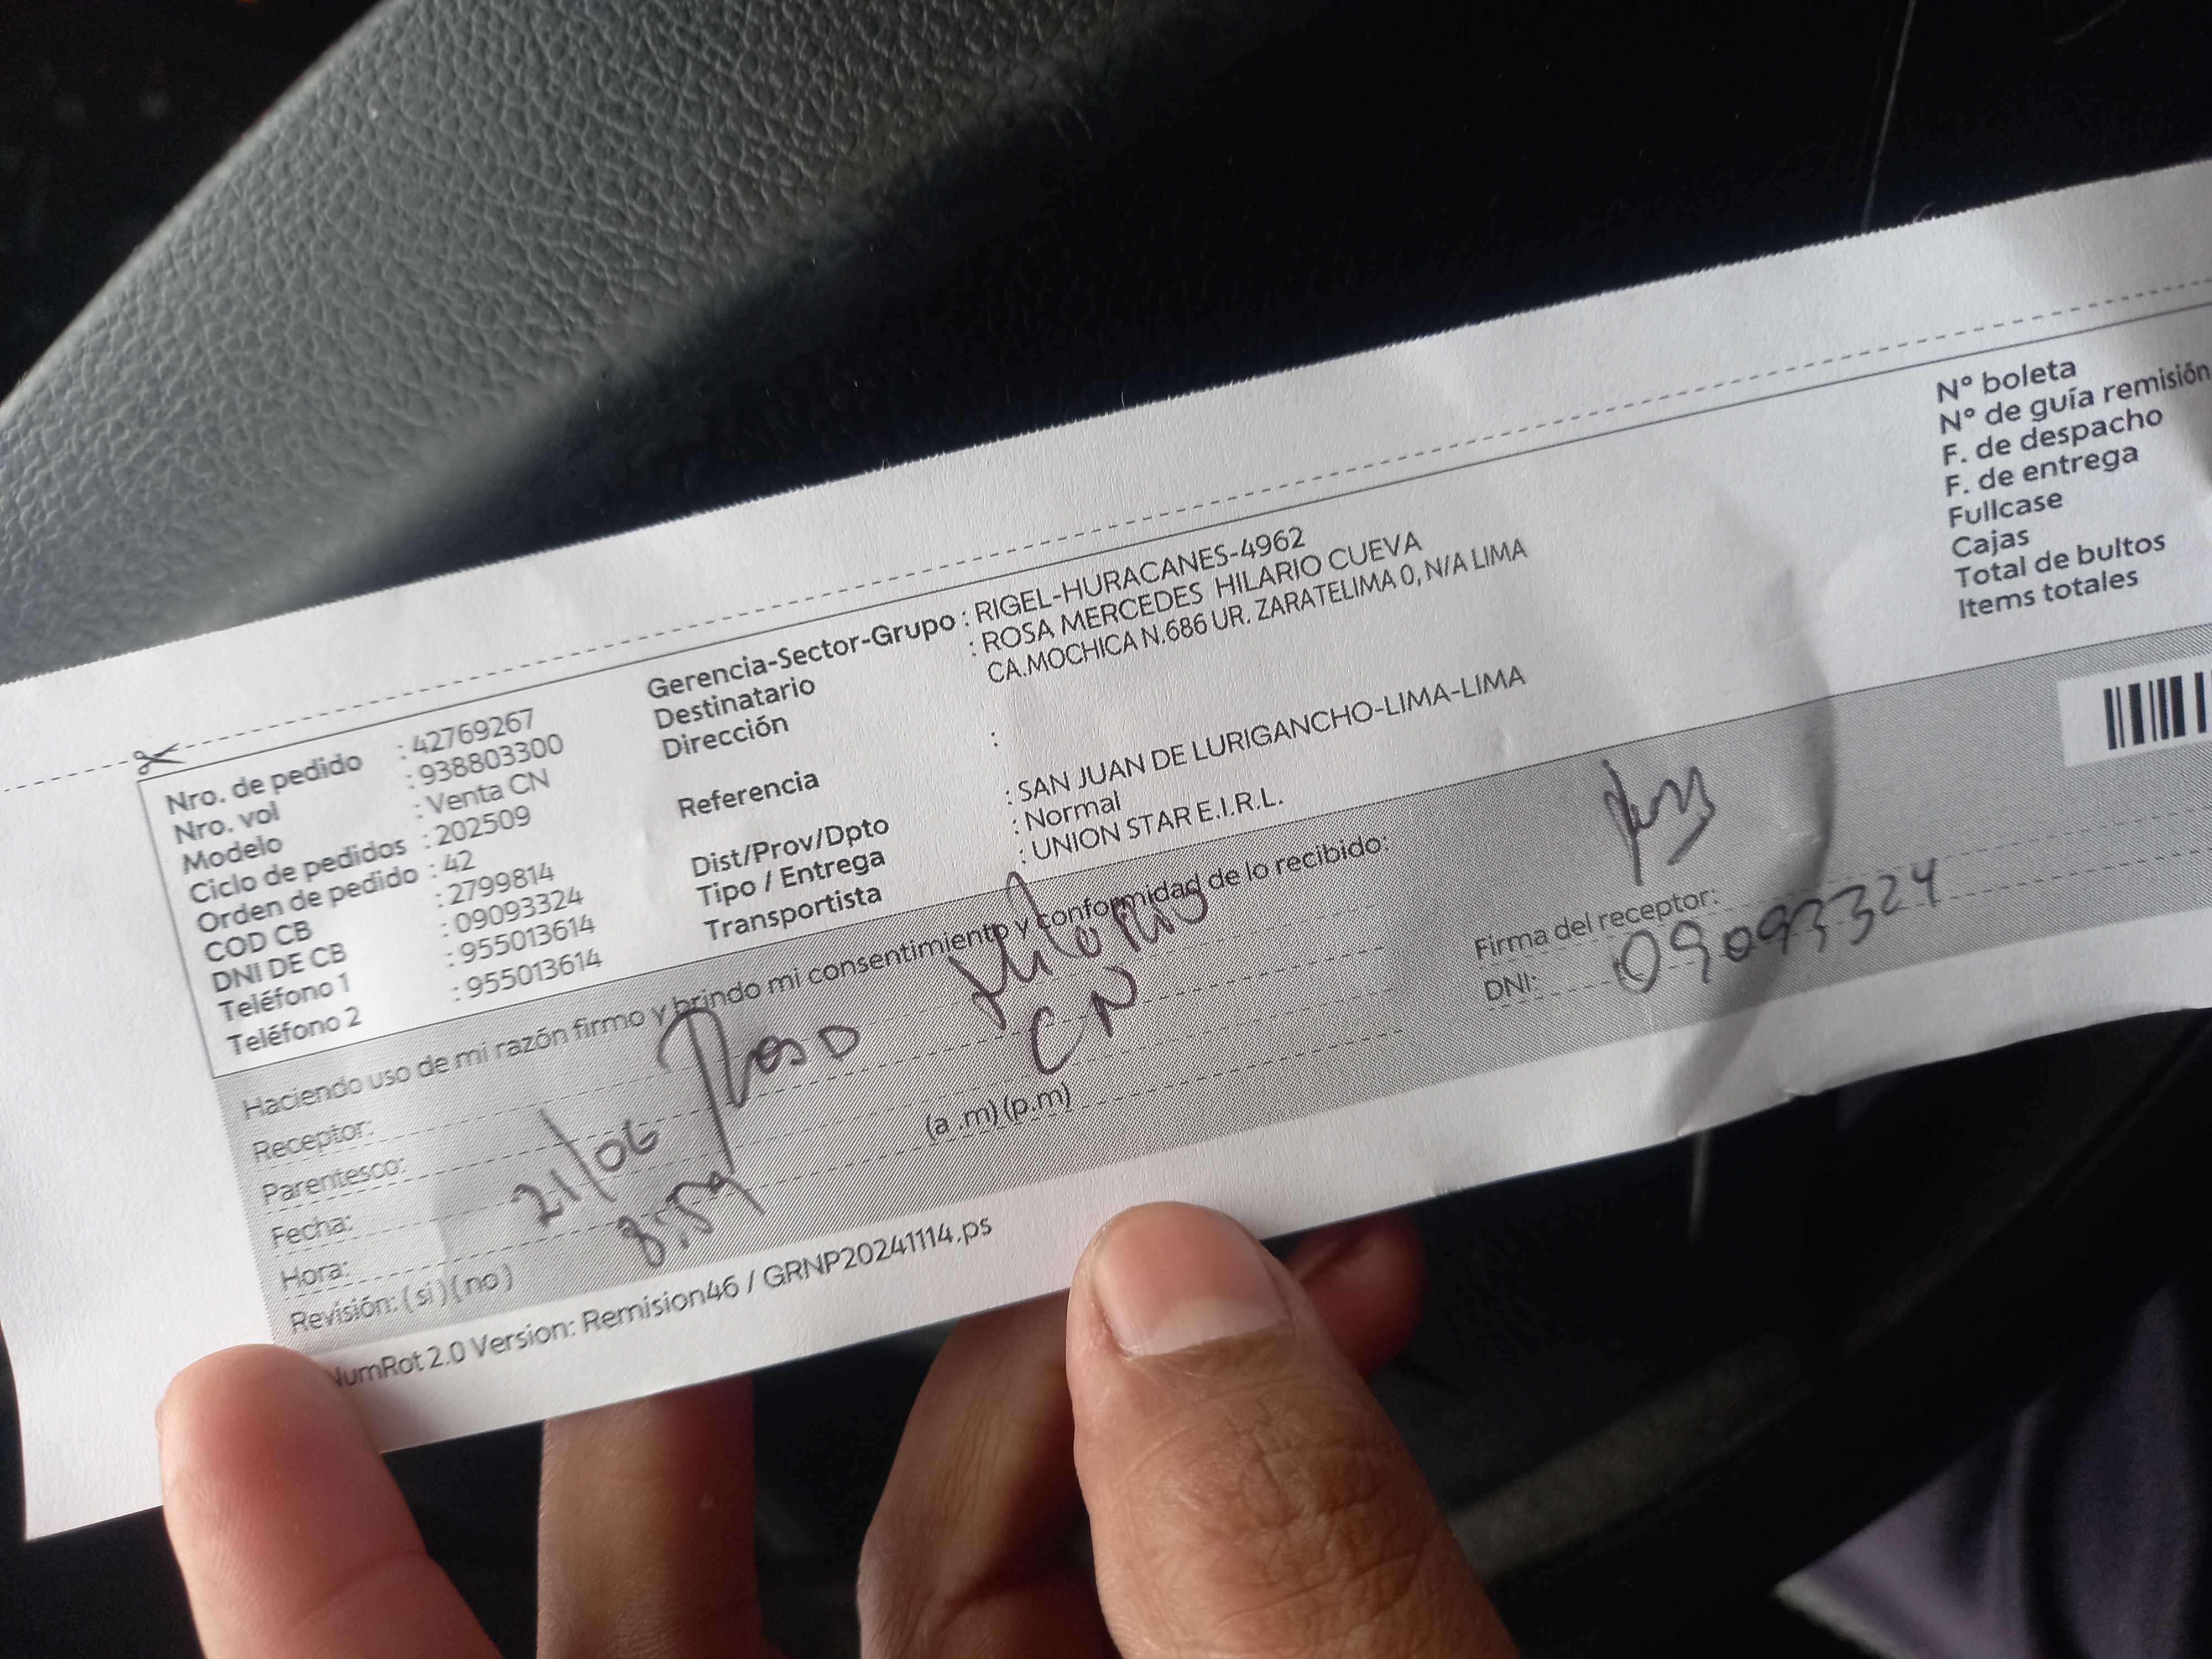 Nro. de pedido : 42769267
Nro. vol : 938803300
Modelo : Venta CN
Ciclo de pedidos : 202509
Orden de pedido : 42
COD CB : 2799814
DNI DE CB : 09093324
Teléfono 1 : 955013614
Teléfono 2 : 955013614
Gerencia-Sector-Grupo : RIGEL-HURACANES-4962
Destinatario : ROSA MERCEDES HILARIO CUEVA
Dirección CA.MOCHICA N.686 UR. ZARATELIMA 0, N/A LIMA
Referencia :
Dist/Prov/Dpto : SAN JUAN DE LURIGANCHO-LIMA-LIMA
Tipo / Entrega : Normal
Transportista : UNION STAR E.I.R.L.
N° boleta
N° de guía remisión
F. de despacho
F. de entrega
Fullcase
Cajas
Total de bultos
Items totales
Haciendo uso de mi razón firmo y brindo mi consentimiento y conformidad de lo recibido:
Receptor: Rosa Hilario
Parentesco: CN
Fecha: 21/06
Hora: 8:59 (a .m) (p.m)
Revisión: ( si ) ( no )
Firma del receptor:
DNI: 09093324
NumRot 2.0 Version: Remision46 / GRNP20241114.ps